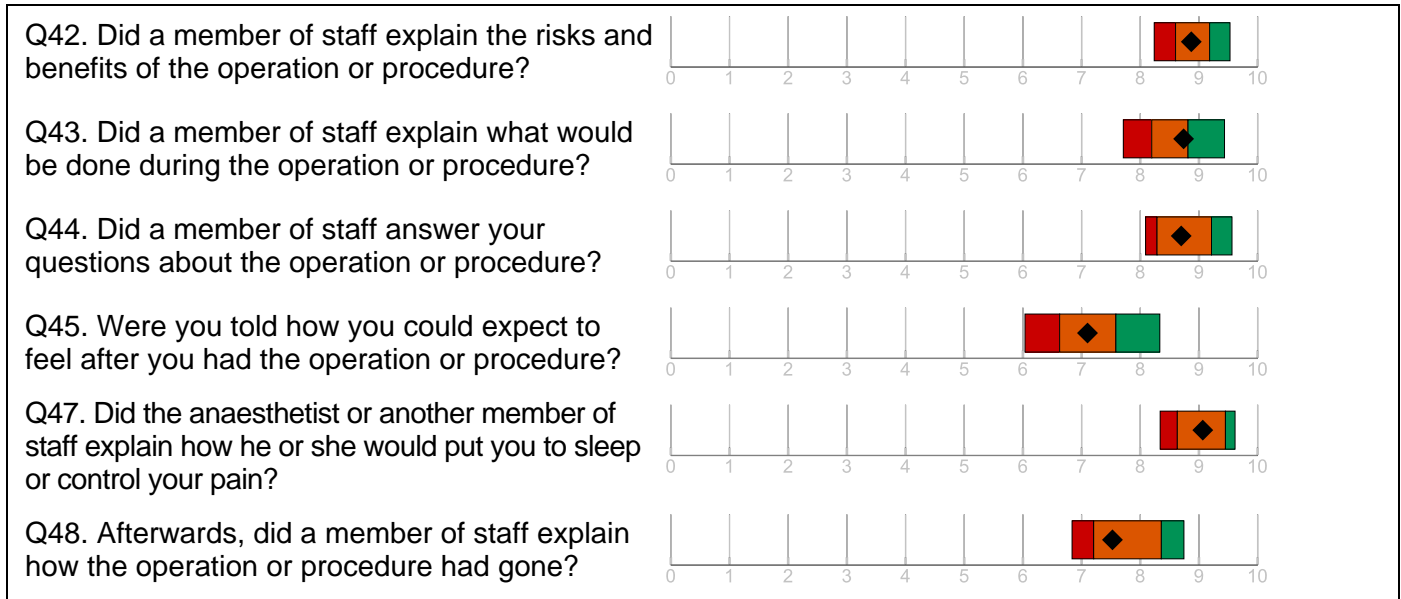 Q42. Did a member of staff explain the risks and
benefits of the operation or procedure?
0 1 2 3 4 5 6 7 8 9 10
Q43. Did a member of staff explain what would
be done during the operation or procedure?
0 1 2 3 4 5 6 7 8 9 10
Q44. Did a member of staff answer your
questions about the operation or procedure?
0 1 2 3 4 5 6 7 8 9 10
Q45. Were you told how you could expect to
feel after you had the operation or procedure?
0 1 2 3 4 5 6 7 8 9 10
Q47. Did the anaesthetist or another member of
staff explain how he or she would put you to sleep
or control your pain?
0 1 2 3 4 5 6 7 8 9 10
Q48. Afterwards, did a member of staff explain
how the operation or procedure had gone?
0 1 2 3 4 5 6 7 8 9 10